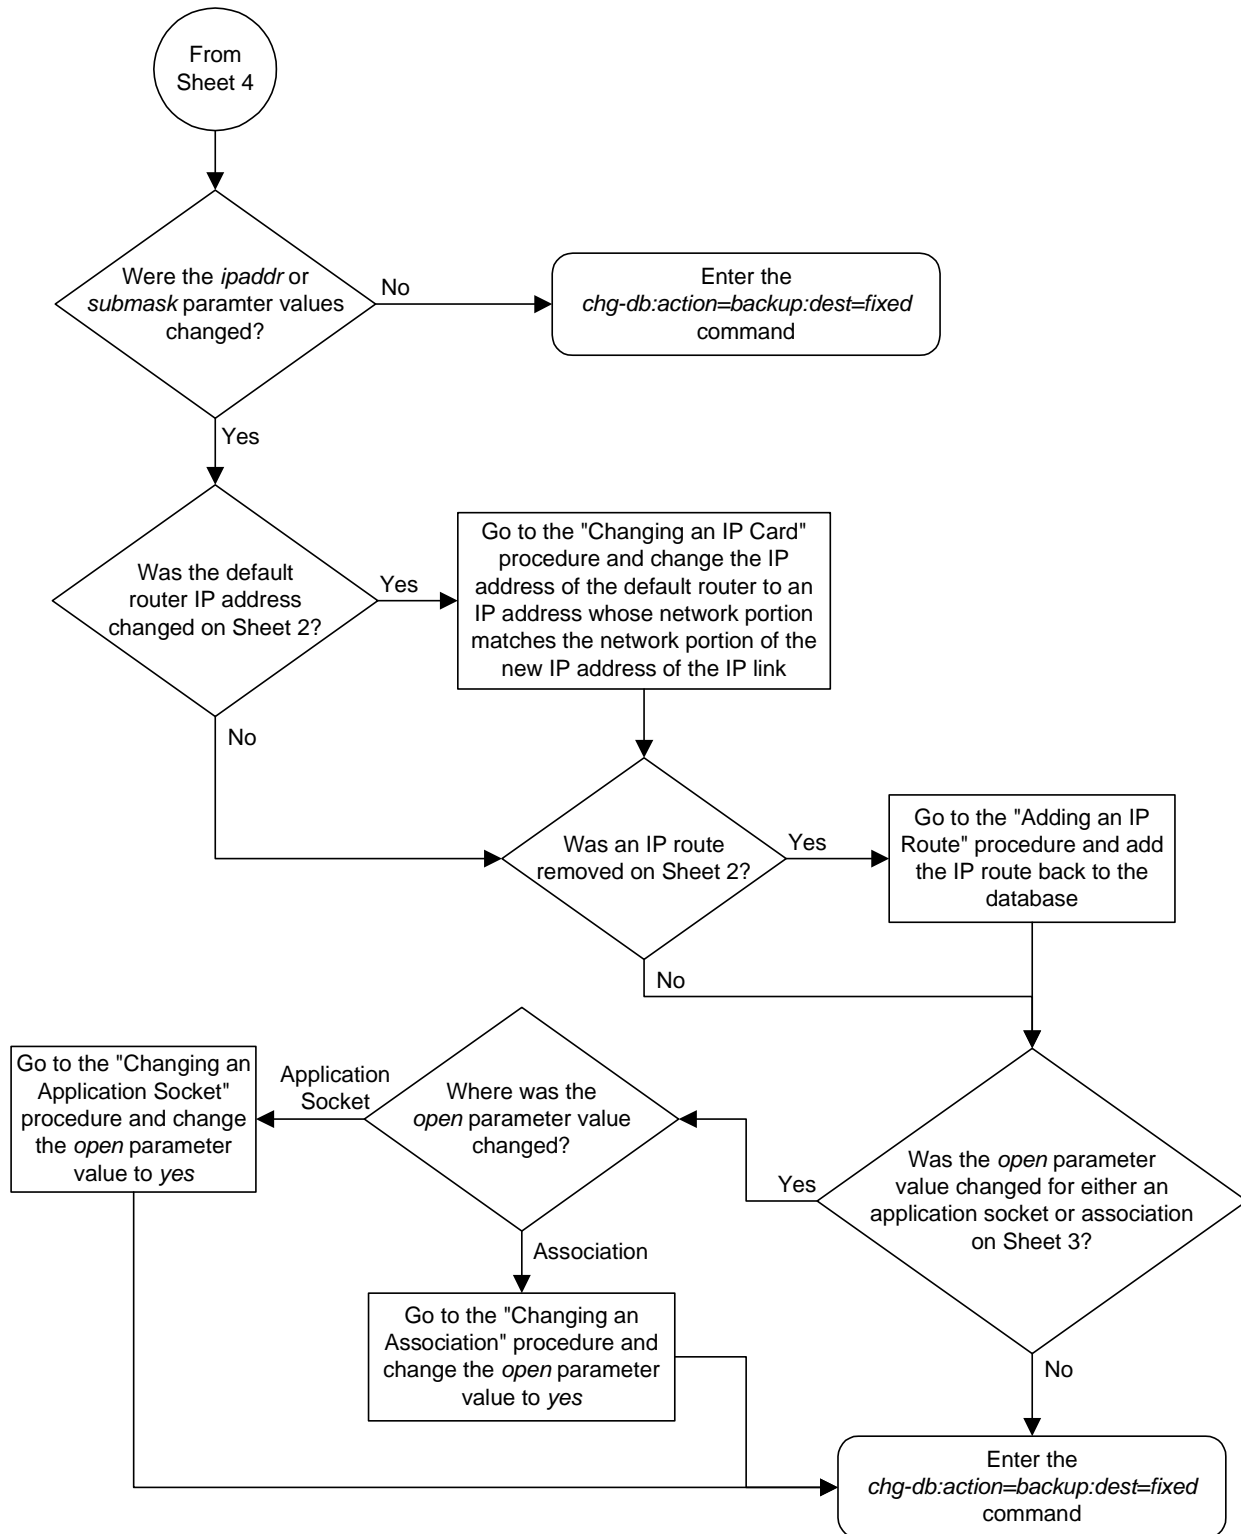 From
Sheet 4
Were the ipaddr or
submask paramter values
changed?
No
Enter the
chg-db:action=backup:dest=fixed
command
Yes
Was the default
router IP address
changed on Sheet 2?
Yes
Go to the "Changing an IP Card"
procedure and change the IP
address of the default router to an
IP address whose network portion
matches the network portion of the
new IP address of the IP link
No
Was an IP route
removed on Sheet 2?
Yes
Go to the "Adding an IP
Route" procedure and add
the IP route back to the
database
No
Was the open parameter
value changed for either an
application socket or association
on Sheet 3?
Yes
Where was the
open parameter value
changed?
Application
Socket
Go to the "Changing an
Application Socket"
procedure and change
the open parameter
value to yes
Association
Go to the "Changing an
Association" procedure and
change the open parameter
value to yes
No
Enter the
chg-db:action=backup:dest=fixed
command